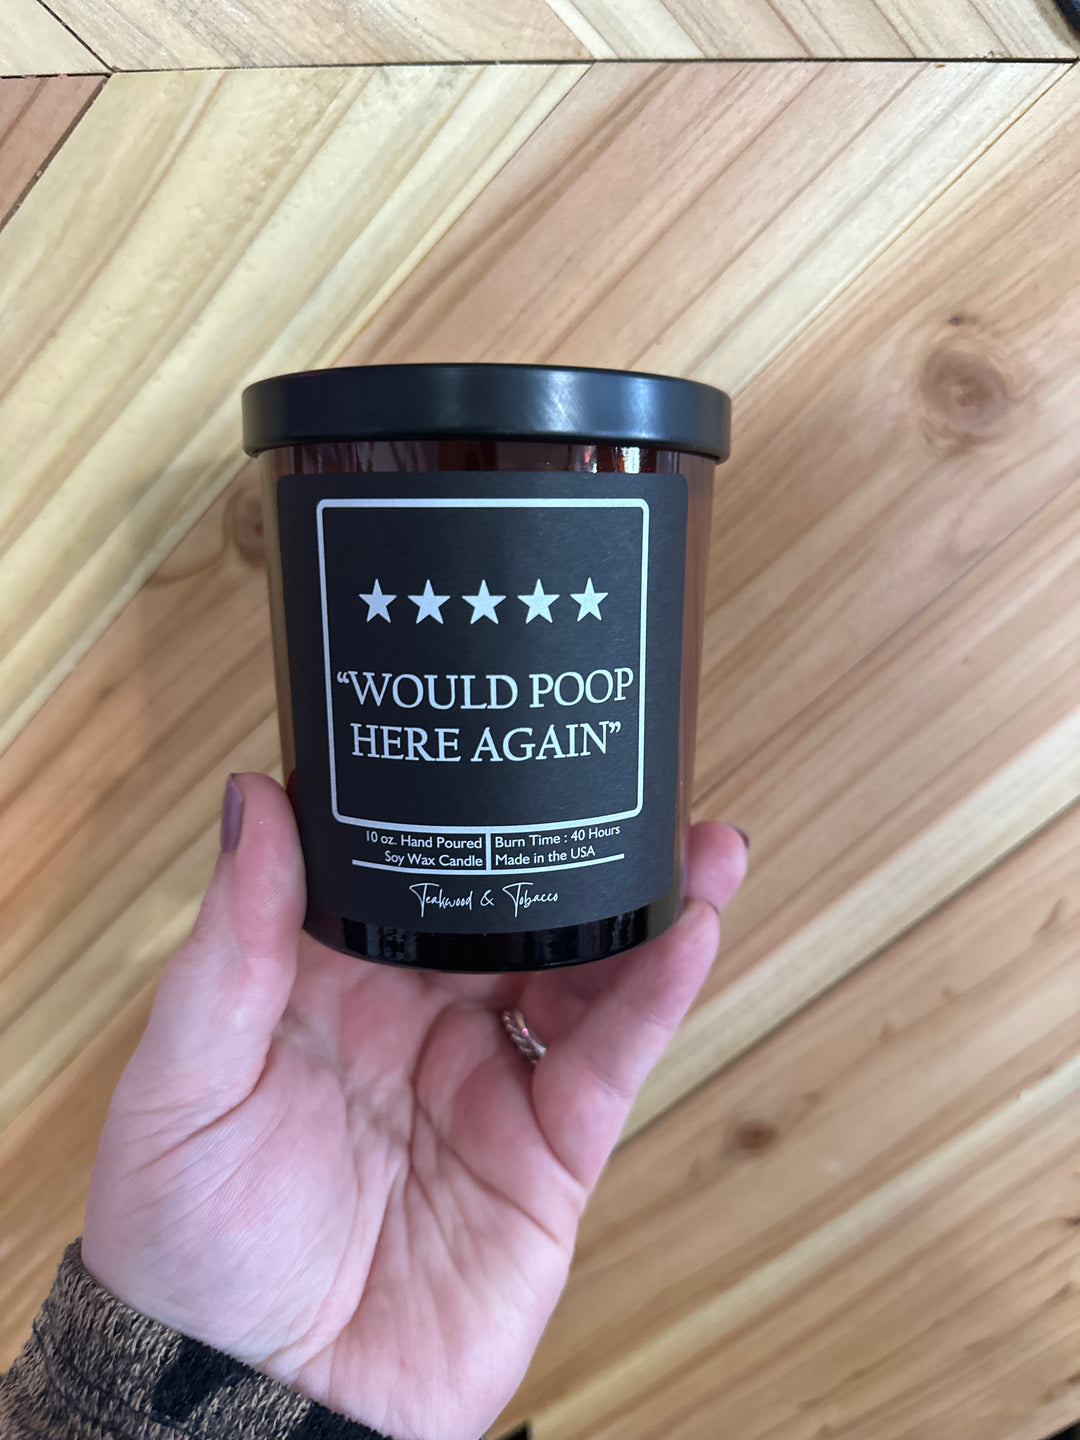 “WOULD POOP
HERE AGAIN”
10 oz. Hand Poured
Soy Wax Candle
Burn Time : 40 Hours
Made in the USA
Teakwood & Tobacco